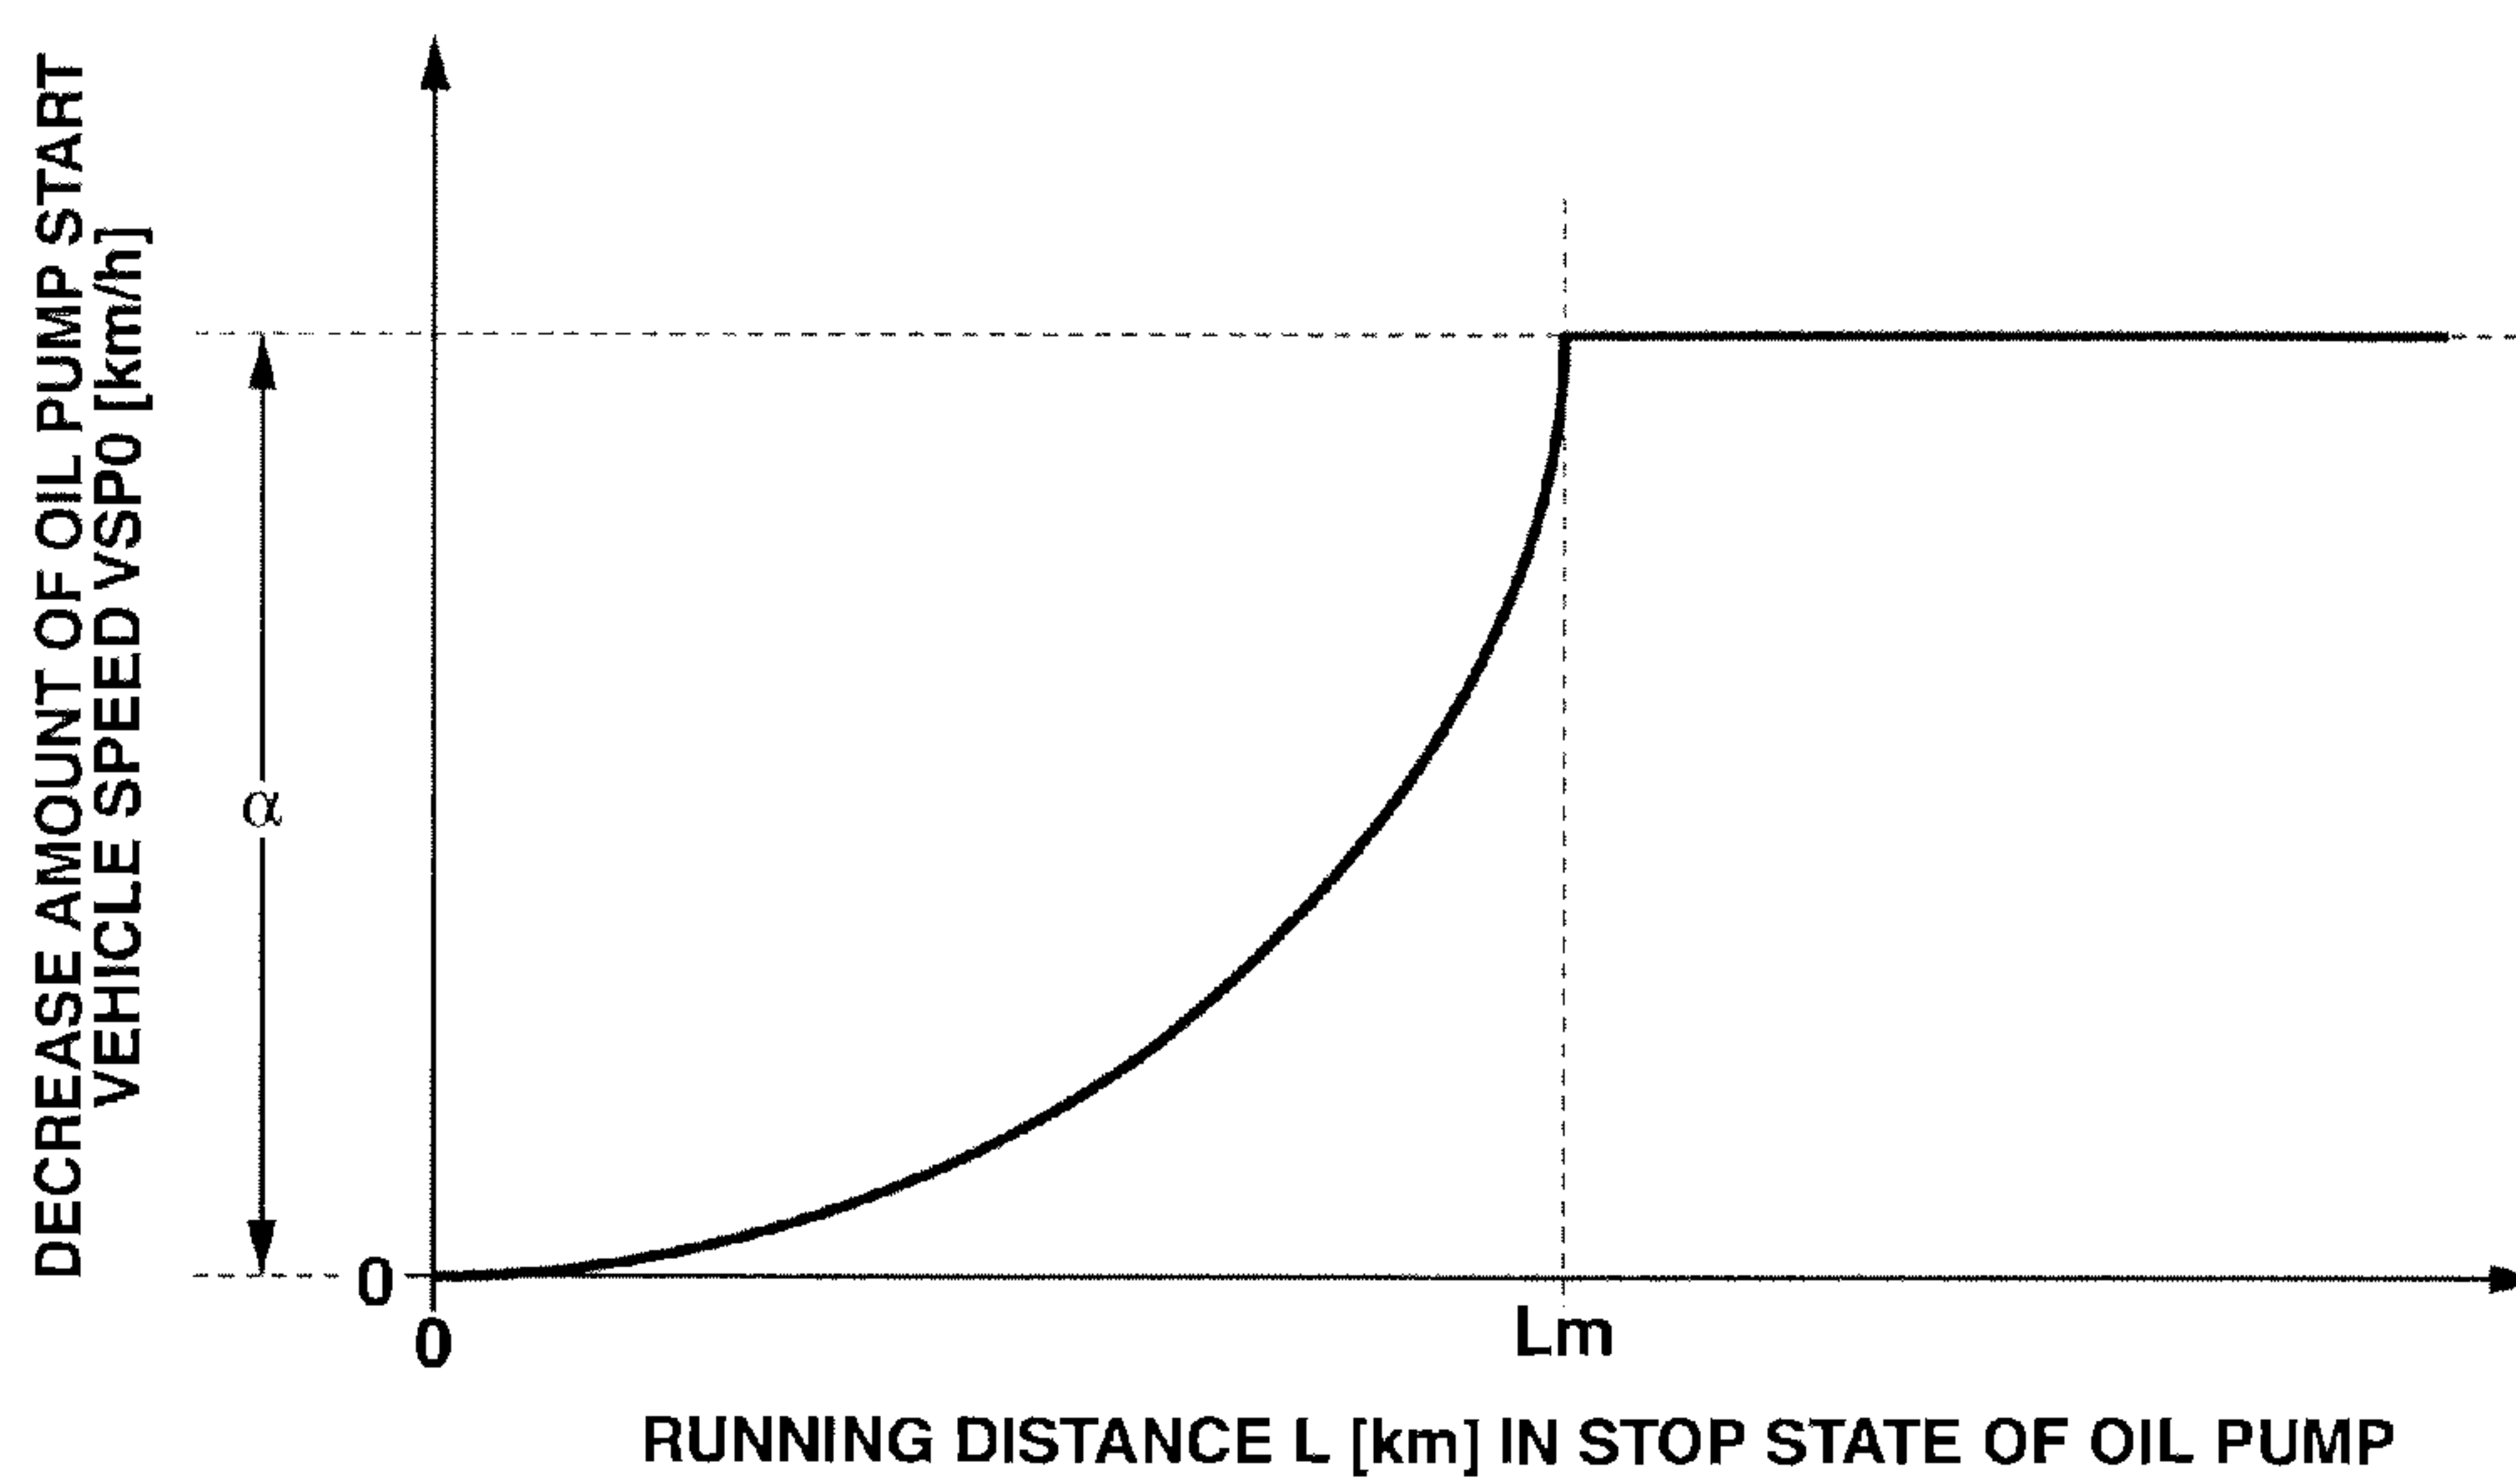 DECREASE AMOUNT OF OIL PUMP START
VEHICLE SPEED VSP0 [km/h]
α
0
0
Lm
RUNNING DISTANCE L [km] IN STOP STATE OF OIL PUMP